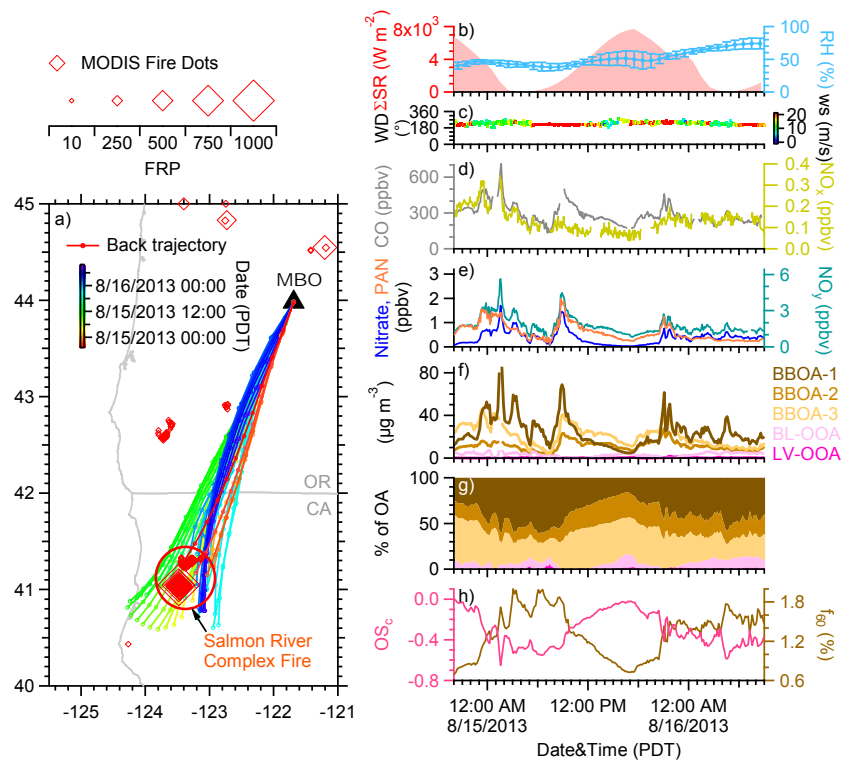 MODIS Fire Dots
10 250 500 750 1000
FRP
a)
45
44
43
42
41
40
-125 -124 -123 -122 -121
Back trajectory
8/16/2013 00:00
8/15/2013 12:00
8/15/2013 00:00
Date (PDT)
MBO
OR
CA
Salmon River
Complex Fire
b)
8x10³
4
0
ΣSR (W m⁻²)
100
50
0
RH (%)
c)
360
180
0
WD
(°)
20
0
ws (m/s)
d)
600
300
0
CO (ppbv)
0.4
0.3
0.2
0.1
0.0
NOₓ (ppbv)
e)
3
2
1
0
Nitrate, PAN
(ppbv)
6
3
0
NOy (ppbv)
f)
80
40
0
(µg m⁻³)
BBOA-1
BBOA-2
BBOA-3
BL-OOA
LV-OOA
g)
100
50
0
% of OA
h)
0.0
-0.4
-0.8
OSc
1.8
1.2
0.6
f₆₀ (%)
12:00 AM
8/15/2013
12:00 PM
12:00 AM
8/16/2013
Date&Time (PDT)